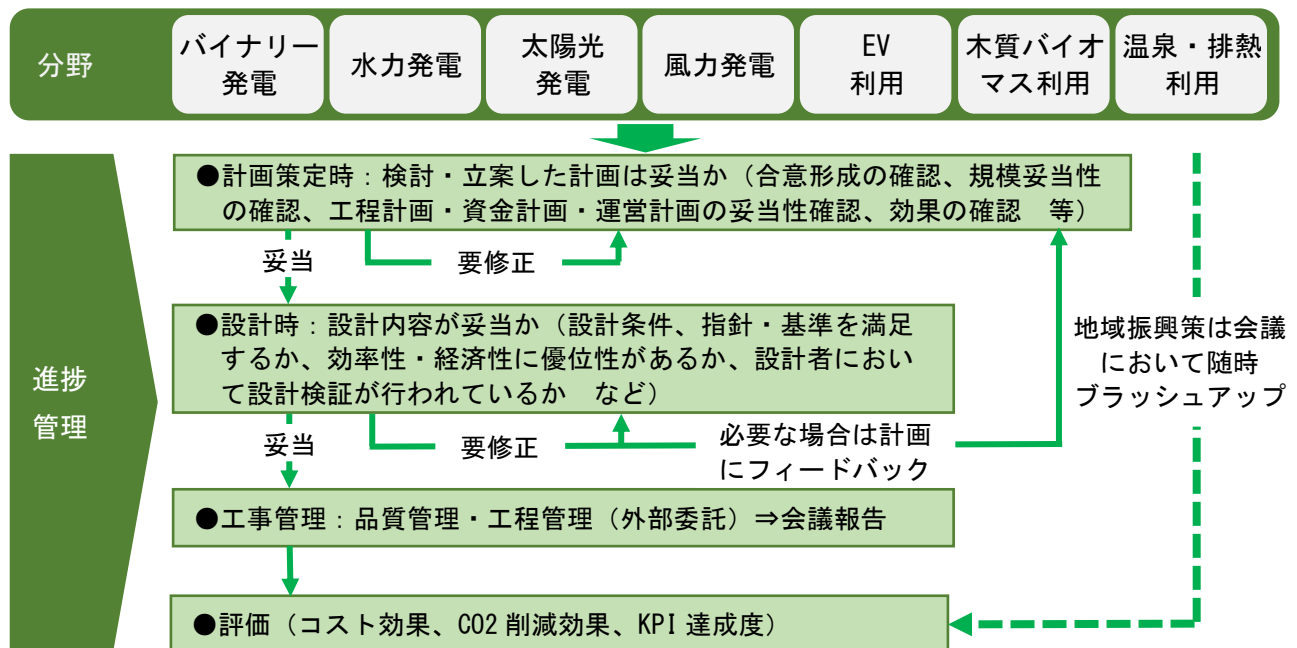 分野
バイナリー
発電
水力発電
太陽光
発電
風力発電
EV
利用
木質バイオ
マス利用
温泉・排熱
利用
進捗
管理
●計画策定時：検討・立案した計画は妥当か（合意形成の確認、規模妥当性
の確認、工程計画・資金計画・運営計画の妥当性確認、効果の確認　等）
妥当
要修正
●設計時：設計内容が妥当か（設計条件、指針・基準を満足
するか、効率性・経済性に優位性があるか、設計者におい
て設計検証が行われているか　など）
妥当
要修正
必要な場合は計画
にフィードバック
●工事管理：品質管理・工程管理（外部委託）⇒会議報告
●評価（コスト効果、CO2 削減効果、KPI 達成度）
地域振興策は会議
において随時
ブラッシュアップ